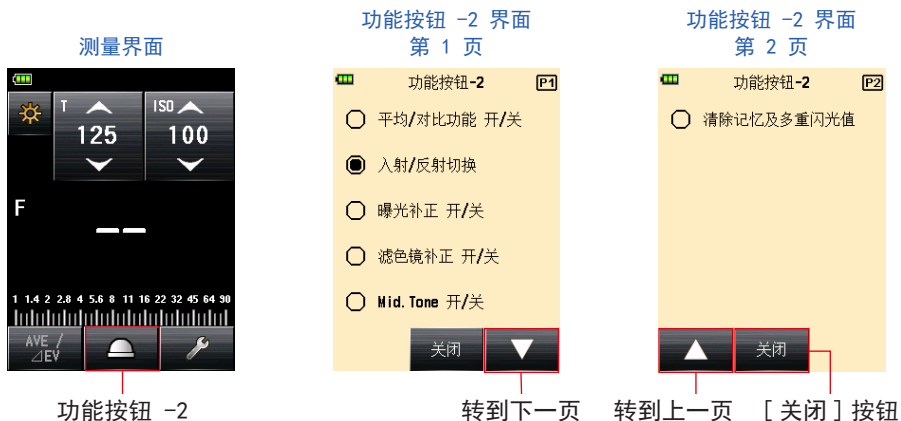 测量界面
T
ISO
125
100
F
1 1.4 2 2.8 4 5.6 8 11 16 22 32 45 64 90
AVE /
⊿EV
功能按钮 -2
功能按钮 -2 界面
第 1 页
功能按钮-2 P1
平均/对比功能 开/关
入射/反射切换
曝光补正 开/关
滤色镜补正 开/关
Mid. Tone 开/关
关闭
转到下一页
功能按钮 -2 界面
第 2 页
功能按钮-2 P2
清除记忆及多重闪光值
关闭
转到上一页
[ 关闭 ] 按钮